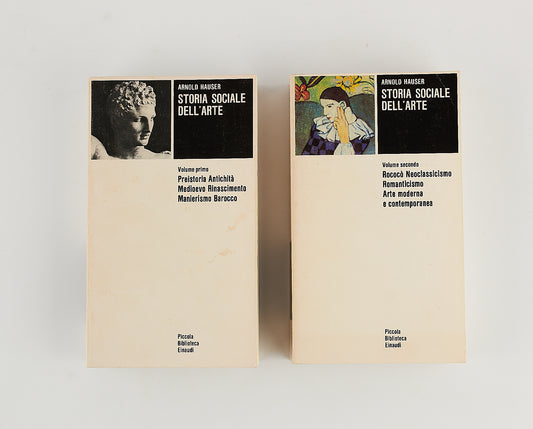 ARNOLD HAUSER
STORIA SOCIALE
DELL'ARTE
Volume primo
Preistoria Antichità
Medioevo Rinascimento
Manierismo Barocco
Piccola
Biblioteca
Einaudi
ARNOLD HAUSER
STORIA SOCIALE
DELL'ARTE
Volume secondo
Rococò Neoclassicismo
Romanticismo
Arte moderna
e contemporanea
Piccola
Biblioteca
Einaudi